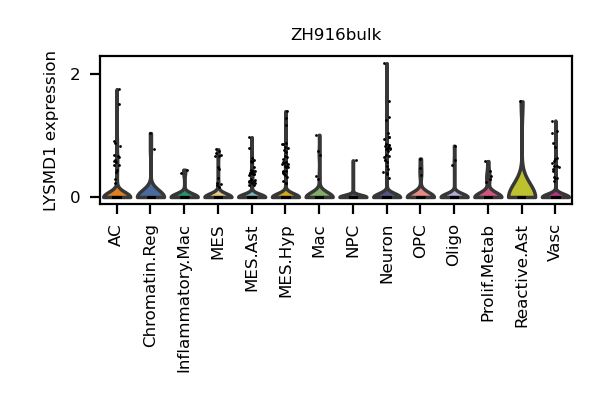 ZH916bulk
LYSMD1 expression
2
0
AC
Chromatin.Reg
Inflammatory.Mac
MES
MES.Ast
MES.Hyp
Mac
NPC
Neuron
OPC
Oligo
Prolif.Metab
Reactive.Ast
Vasc